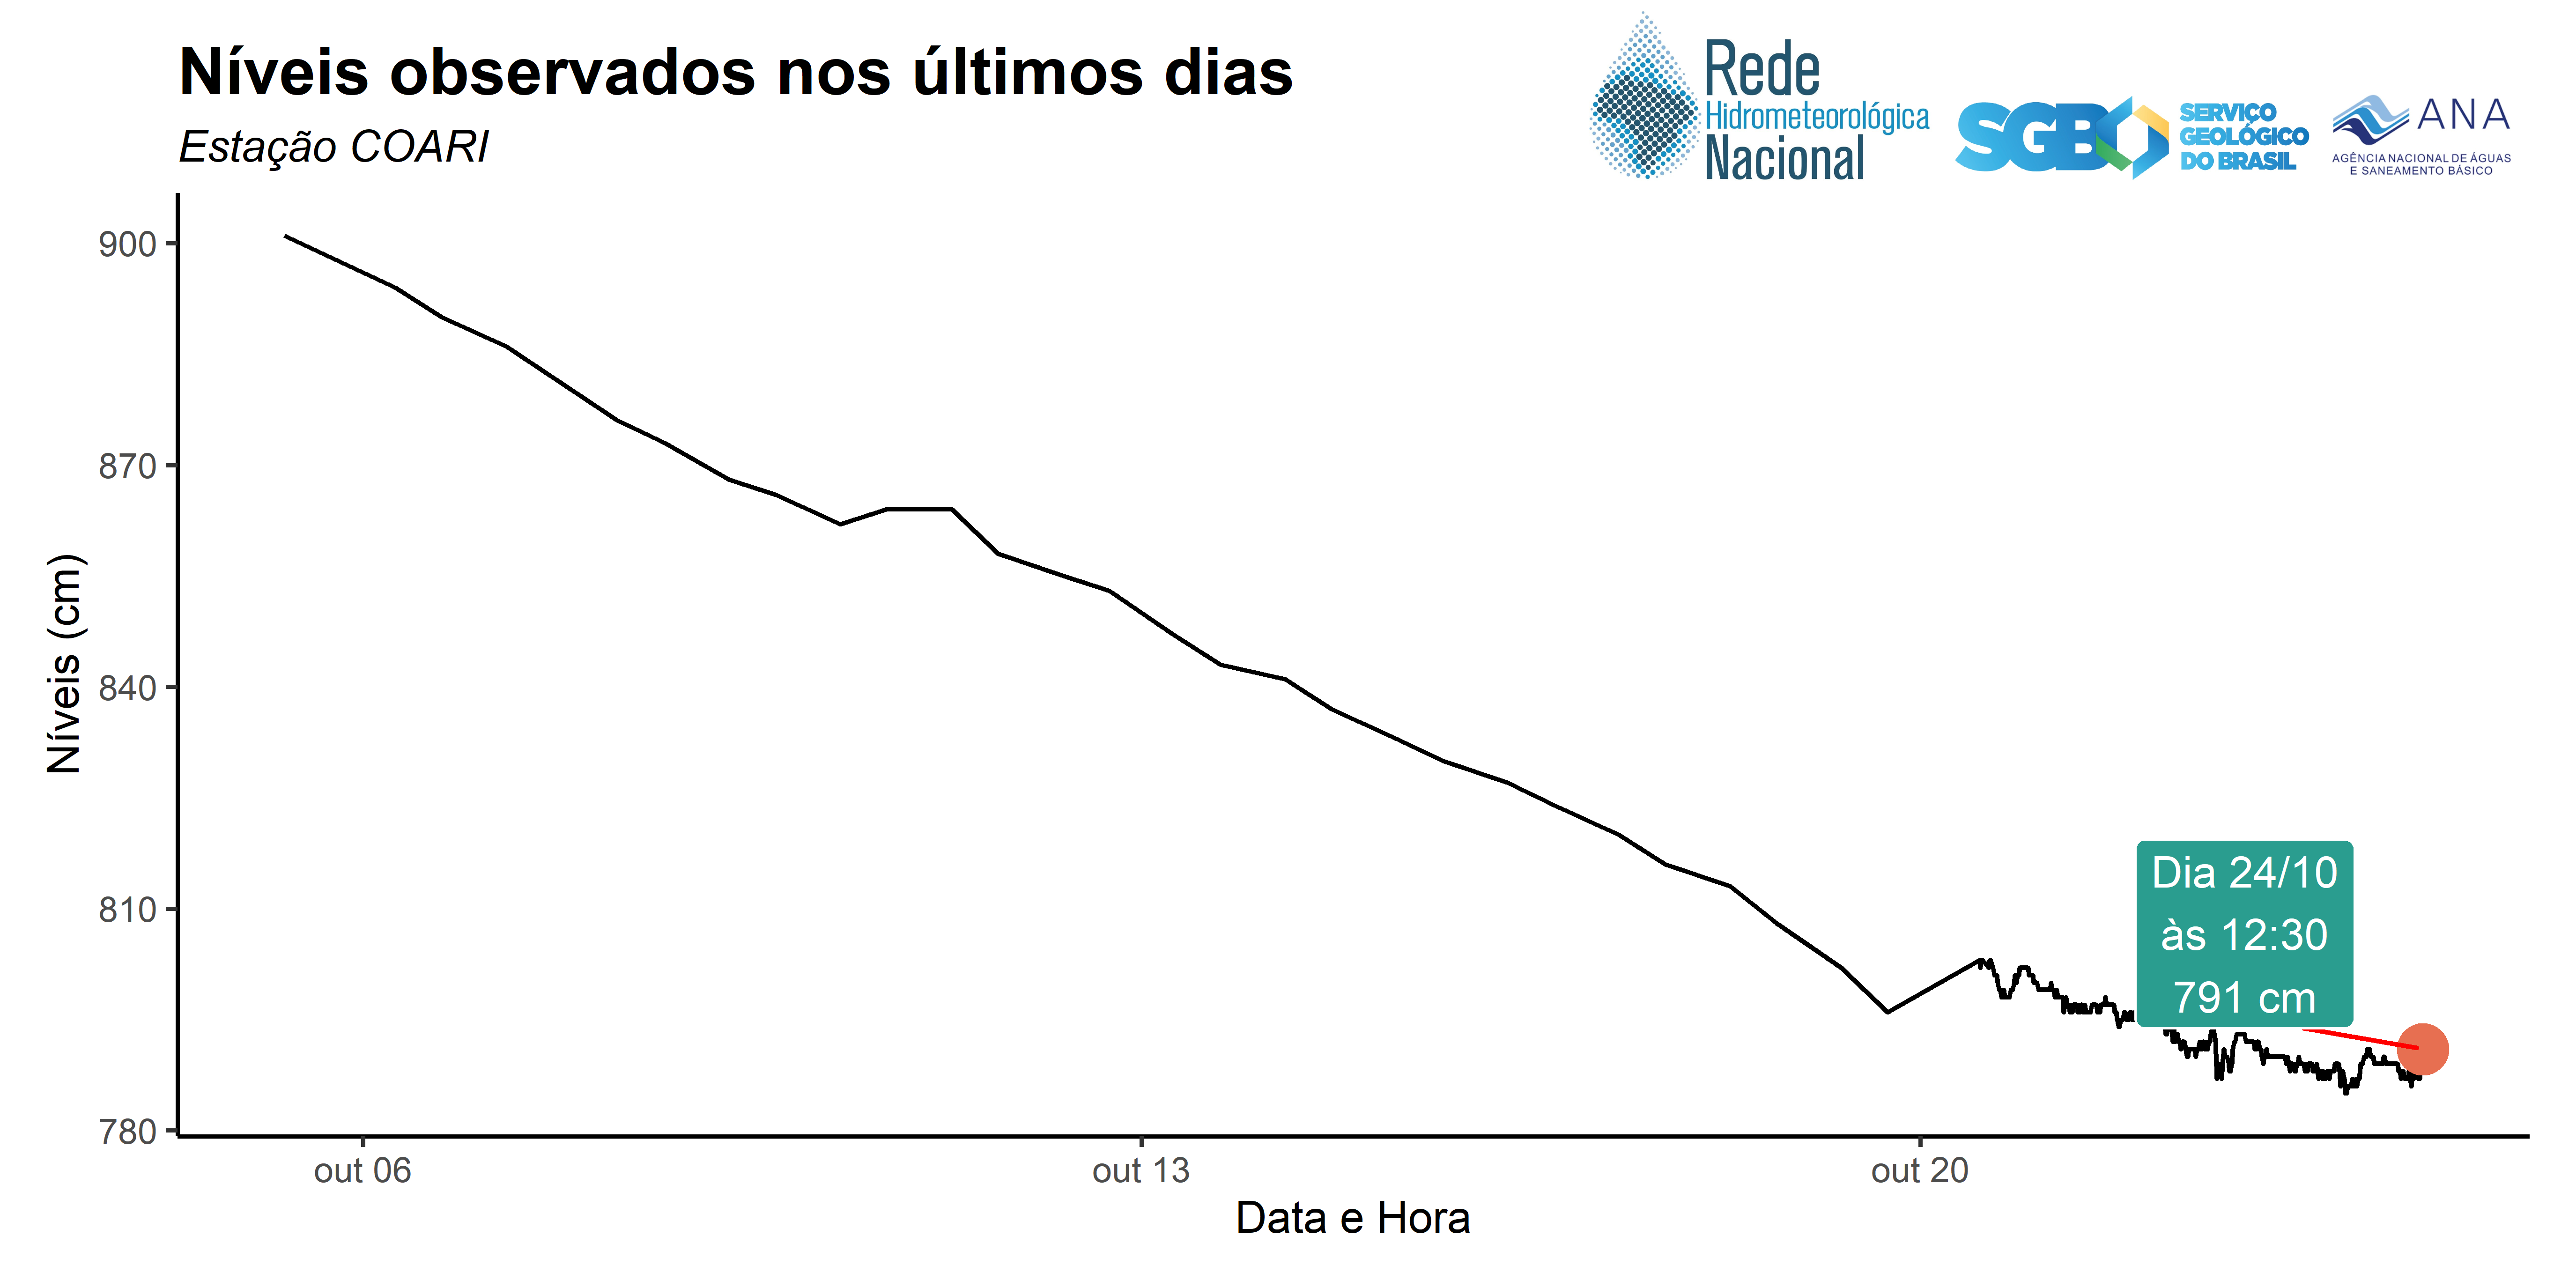 Níveis observados nos últimos dias
Estação COARI
Rede
Hidrometeorológica
Nacional
SGB
SERVIÇO
GEOLÓGICO
DO BRASIL
ANA
AGÊNCIA NACIONAL DE ÁGUAS
E SANEAMENTO BÁSICO
Níveis (cm)
900
870
840
810
780
Dia 24/10
às 12:30
791 cm
out 06
out 13
out 20
Data e Hora